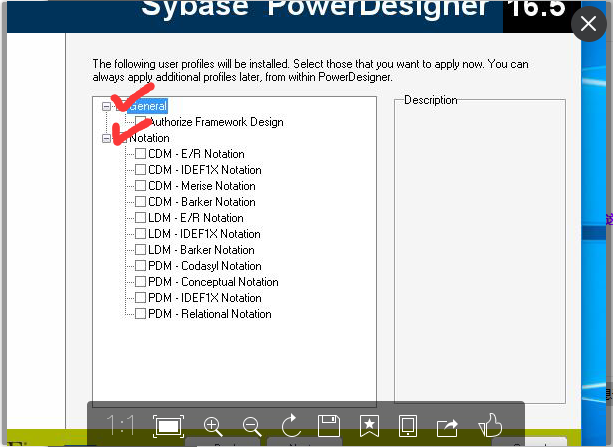 Sybase PowerDesigner 16.5
The following user profiles will be installed. Select those that you want to apply now. You can
always apply additional profiles later, from within PowerDesigner.
General
Authorize Framework Design
Notation
CDM - E/R Notation
CDM - IDEF1X Notation
CDM - Merise Notation
CDM - Barker Notation
LDM - E/R Notation
LDM - IDEF1X Notation
LDM - Barker Notation
PDM - Codasyl Notation
PDM - Conceptual Notation
PDM - IDEF1X Notation
PDM - Relational Notation
Description
1:1